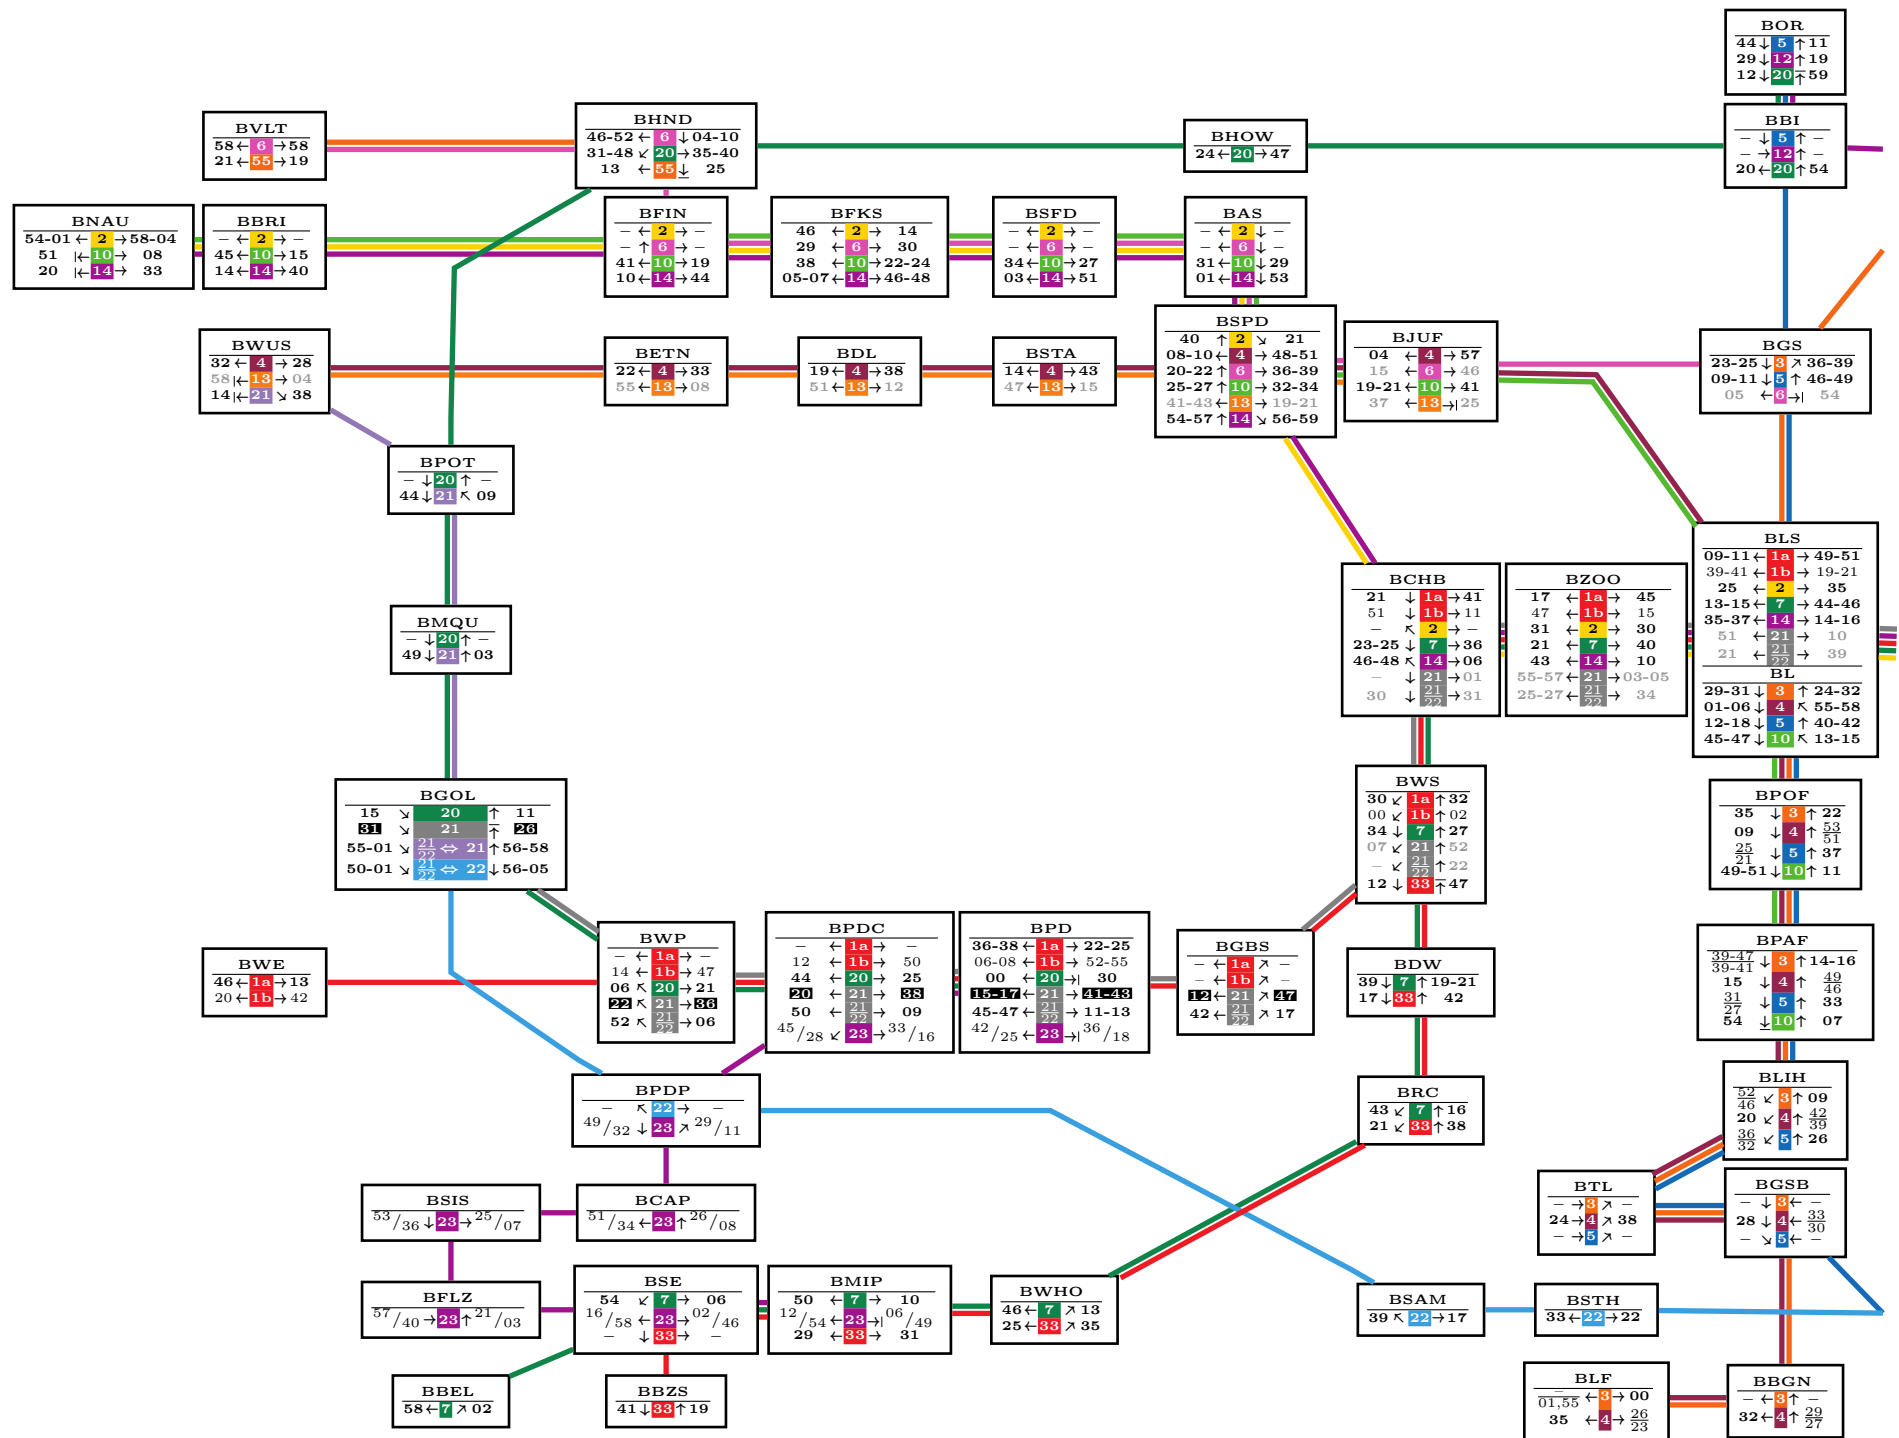 BOR
44 ↓ 5 ↑ 11
29 ↓ 12 ↑ 19
12 ↓ 20 ↑ 59
BVLT
58 ← 6 → 58
21 ← 55 → 19
BHND
46-52 ← 6 ↓ 04-10
31-48 ↙ 20 → 35-40
13 ← 55 ↓ 25
BHOW
24 ← 20 → 47
BBI
– ↓ 5 ↑ –
– → 12 ↑ –
20 ← 20 ↑ 54
BNAU
54-01 ← 2 → 58-04
51 |← 10 → 08
20 |← 14 → 33
BBRI
– ← 2 → –
45 ← 10 → 15
14 ← 14 → 40
BFIN
– ← 2 → –
– ↑ 6 → –
41 ← 10 → 19
10 ← 14 → 44
BFKS
46 ← 2 → 14
29 ← 6 → 30
38 ← 10 → 22-24
05-07 ← 14 → 46-48
BSFD
– ← 2 → –
– ← 6 → –
34 ← 10 → 27
03 ← 14 → 51
BAS
– ← 2 ↓ –
– ← 6 ↓ –
31 ← 10 ↓ 29
01 ← 14 ↓ 53
BWUS
32 ← 4 → 28
58 |← 13 → 04
14 |← 21 ↘ 38
BETN
22 ← 4 → 33
55 ← 13 → 08
BDL
19 ← 4 → 38
51 ← 13 → 12
BSTA
14 ← 4 → 43
47 ← 13 → 15
BSPD
40 ↑ 2 ↘ 21
08-10 ← 4 → 48-51
20-22 ↑ 6 → 36-39
25-27 ↑ 10 → 32-34
41-43 ← 13 → 19-21
54-57 ↑ 14 ↘ 56-59
BJUF
04 ← 4 → 57
15 ← 6 → 46
19-21 ← 10 → 41
37 ← 13 →| 25
BGS
23-25 ↓ 3 ↗ 36-39
09-11 ↓ 5 ↑ 46-49
05 ← 6 →| 54
BPOT
– ↓ 20 ↑ –
44 ↓ 21 ↖ 09
BMQU
– ↓ 20 ↑ –
49 ↓ 21 ↑ 03
BCHB
21 ↓ 1a → 41
51 ↓ 1b → 11
– ↖ 2 → –
23-25 ↓ 7 → 36
46-48 ↖ 14 → 06
– ↓ 21 → 01
30 ↓ 21/22 → 31
BZOO
17 ← 1a → 45
47 ← 1b → 15
31 ← 2 → 30
21 ← 7 → 40
43 ← 14 → 10
55-57 ← 21 → 03-05
25-27 ← 21/22 → 34
BLS
09-11 ← 1a → 49-51
39-41 ← 1b → 19-21
25 ← 2 → 35
13-15 ← 7 → 44-46
35-37 ← 14 → 14-16
51 ← 21 → 10
21 ← 21/22 → 39
BL
29-31 ↓ 3 ↑ 24-32
01-06 ↓ 4 ↖ 55-58
12-18 ↓ 5 ↑ 40-42
45-47 ↓ 10 ↖ 13-15
BGOL
15 ↘ 20 ↑ 11
31 ↘ 21 ↑ 26
55-01 ↘ 21/22 ⇔ 21 ↑ 56-58
50-01 ↘ 21/22 ⇔ 22 ↓ 56-05
BWS
30 ↙ 1a ↑ 32
00 ↙ 1b ↑ 02
34 ↓ 7 ↑ 27
07 ↙ 21 ↑ 52
– ↙ 21/22 ↑ 22
12 ↓ 33 ↑ 47
BPOF
35 ↓ 3 ↑ 22
09 ↓ 4 ↑ 53/51
25/21 ↓ 5 ↑ 37
49-51 ↓ 10 ↑ 11
BWE
46 ← 1a → 13
20 ← 1b → 42
BWP
– ← 1a → –
14 ← 1b → 47
06 ↖ 20 → 21
22 ↖ 21 → 36
52 ↖ 21/22 → 06
BPDC
– ← 1a → –
12 ← 1b → 50
44 ← 20 → 25
20 ← 21 → 38
50 ← 21/22 → 09
45/28 ↙ 23 → 33/16
BPD
36-38 ← 1a → 22-25
06-08 ← 1b → 52-55
00 ← 20 →| 30
15-17 ← 21 → 41-43
45-47 ← 21/22 → 11-13
42/25 ← 23 →| 36/18
BGBS
– ← 1a ↗ –
– ← 1b ↗ –
12 ← 21 ↗ 47
42 ← 21/22 ↗ 17
BDW
39 ↓ 7 ↑ 19-21
17 ↓ 33 ↑ 42
BPAF
39-47/39-41 ↓ 3 ↑ 14-16
15 ↓ 4 ↑ 49/46
31/27 ↓ 5 ↑ 33
54 ↓ 10 ↑ 07
BPDP
– ↖ 22 → –
49/32 ↓ 23 ↗ 29/11
BRC
43 ↙ 7 ↑ 16
21 ↙ 33 ↑ 38
BLIH
52/46 ↙ 3 ↑ 09
20 ↙ 4 ↑ 42/39
36/32 ↙ 5 ↑ 26
BSIS
53/36 ↓ 23 → 25/07
BCAP
51/34 ← 23 ↑ 26/08
BTL
– → 3 ↗ –
24 → 4 ↗ 38
– → 5 ↗ –
BGSB
– ↓ 3 ← –
28 ↓ 4 ← 33/30
– ↘ 5 ← –
BFLZ
57/40 → 23 ↑ 21/03
BSE
54 ↙ 7 → 06
16/58 ← 23 → 02/46
– ↓ 33 → –
BMIP
50 ← 7 → 10
12/54 ← 23 →| 06/49
29 ← 33 → 31
BWHO
46 ← 7 ↗ 13
25 ← 33 ↗ 35
BSAM
39 ↖ 22 → 17
BSTH
33 ← 22 → 22
BBEL
58 ← 7 ↗ 02
BBZS
41 ↓ 33 ↑ 19
BLF
–/01,55 ← 3 → 00
35 ← 4 → 26/23
BBGN
– ← 3 ↑ –
32 ← 4 ↑ 29/27